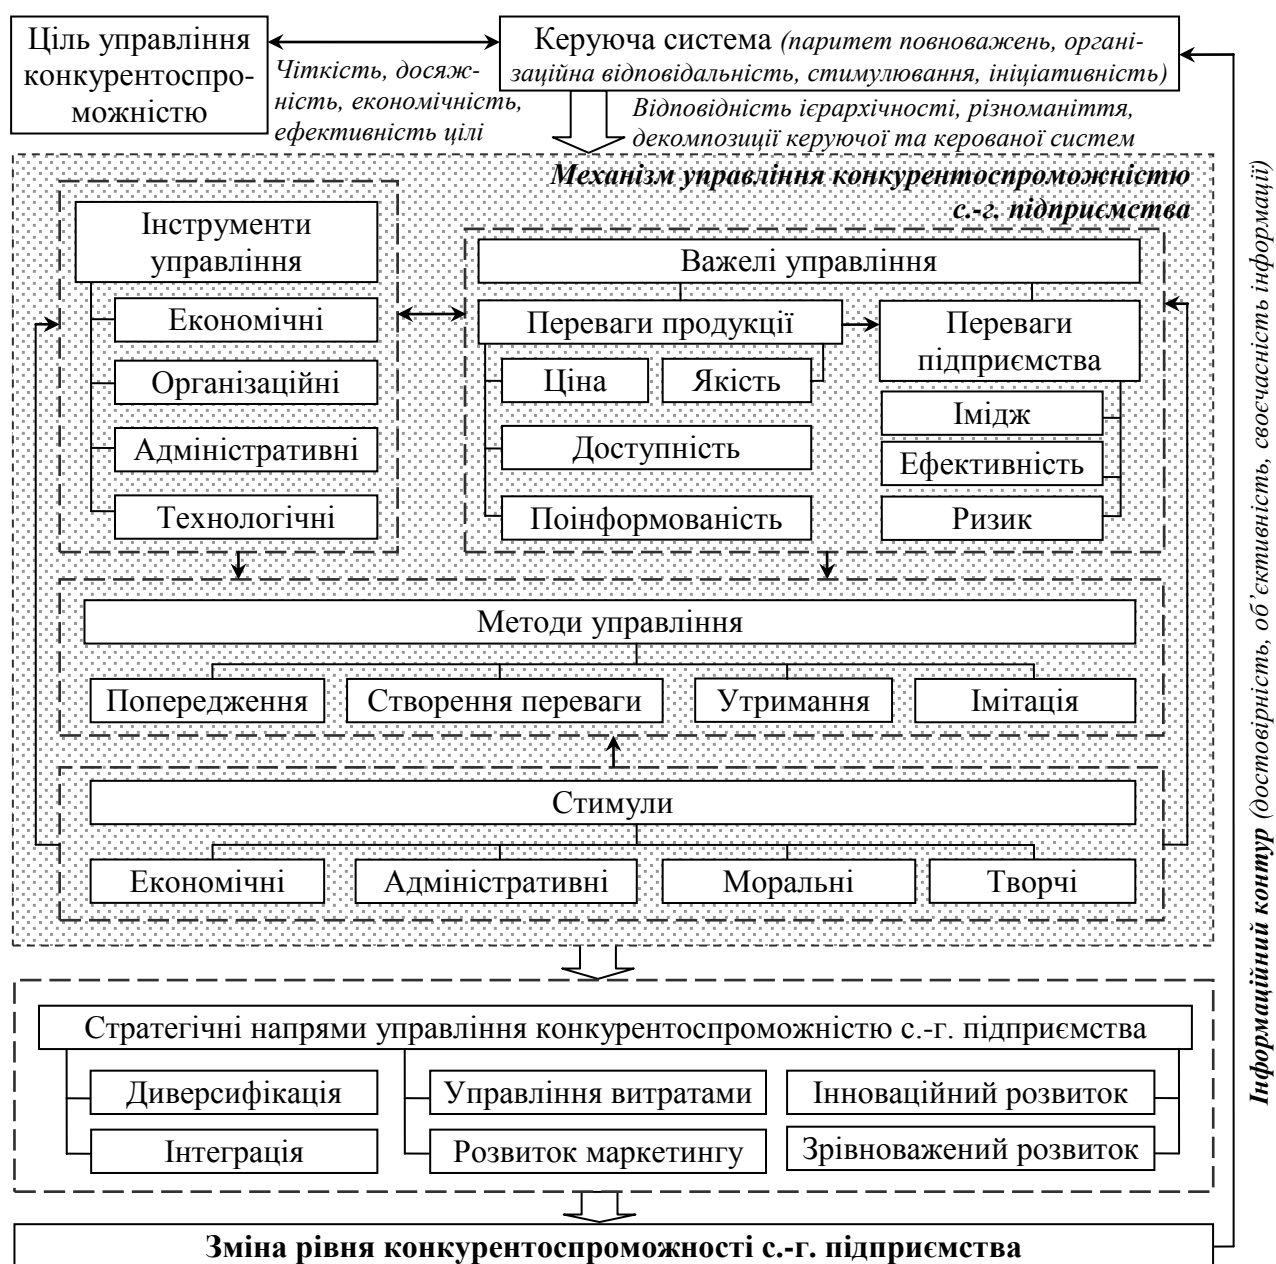 Ціль управління
конкурентоспро-
можністю
Керуюча система (паритет повноважень, органі-
заційна відповідальність, стимулювання, ініціативність)
Чіткість, досяж-
ність, економічність,
ефективність цілі
Відповідність ієрархічності, різноманіття,
декомпозиції керуючої та керованої систем
Механізм управління конкурентоспроможністю
с.-г. підприємства
Інструменти
управління
Економічні
Організаційні
Адміністративні
Технологічні
Важелі управління
Переваги продукції
Ціна
Якість
Доступність
Поінформованість
Переваги
підприємства
Імідж
Ефективність
Ризик
Методи управління
Попередження
Створення переваги
Утримання
Імітація
Стимули
Економічні
Адміністративні
Моральні
Творчі
Стратегічні напрями управління конкурентоспроможністю с.-г. підприємства
Диверсифікація
Управління витратами
Інноваційний розвиток
Інтеграція
Розвиток маркетингу
Зрівноважений розвиток
Зміна рівня конкурентоспроможності с.-г. підприємства
Інформаційний контур (достовірність, об’єктивність, своєчасність інформації)